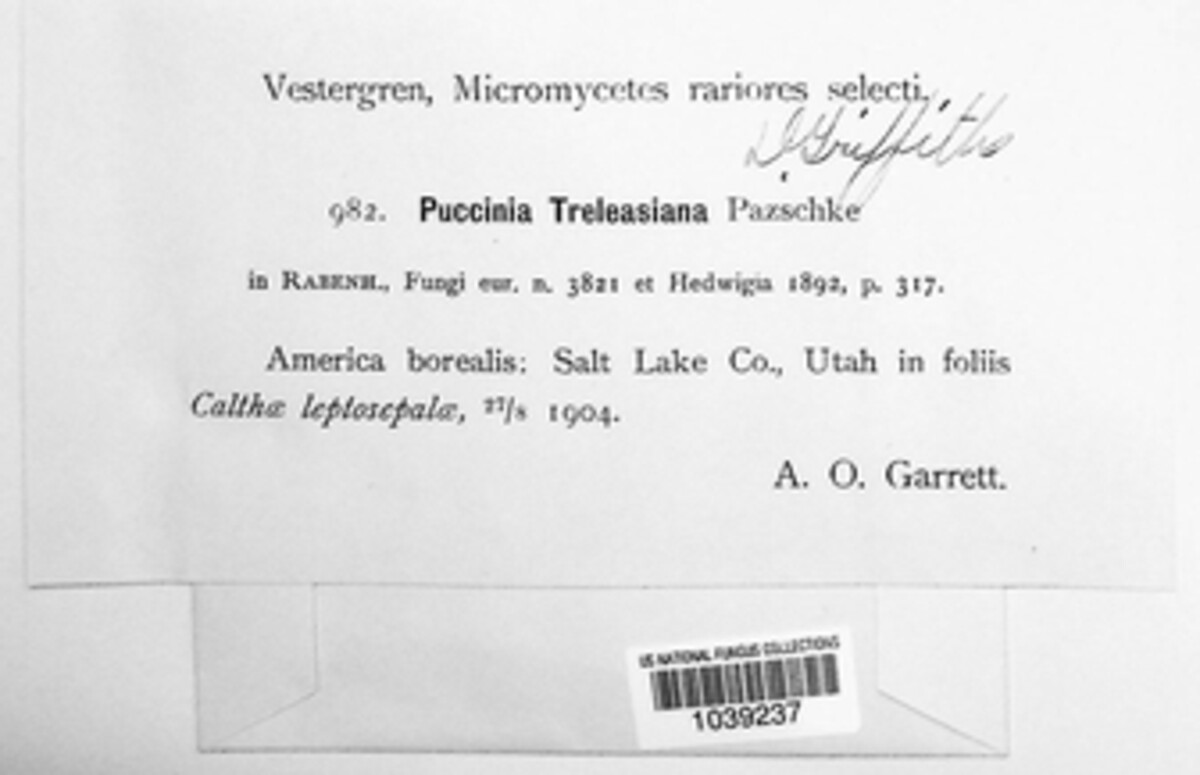 Vestergren, Micromycetes rariores selecti.
D Griffiths
982. Puccinia Treleasiana Pazschke
in RABENH., Fungi eur. n. 3821 et Hedwigia 1892, p. 317.
America borealis: Salt Lake Co., Utah in foliis
Calthæ leptosepalæ, 27/8 1904.
A. O. Garrett.
US NATIONAL FUNGUS COLLECTIONS
1039237